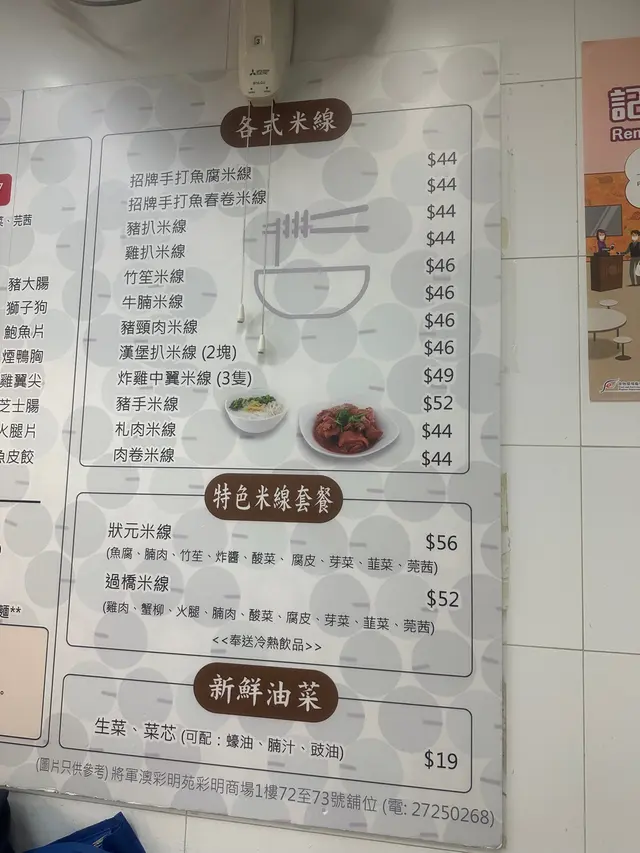 各式米線
招牌手打魚腐米線 $44
招牌手打魚春卷米線 $44
豬扒米線 $44
雞扒米線 $44
竹笙米線 $46
牛腩米線 $46
豬頸肉米線 $46
漢堡扒米線 (2塊) $46
炸雞中翼米線 (3隻) $49
豬手米線 $52
札肉米線 $44
肉卷米線 $44
特色米線套餐
狀元米線 $56
(魚腐、腩肉、竹笙、炸醬、酸菜、腐皮、芽菜、韮菜、莞茜)
過橋米線 $52
(雞肉、蟹柳、火腿、腩肉、酸菜、腐皮、芽菜、韮菜、莞茜)
<<奉送冷熱飲品>>
新鮮油菜
生菜、菜芯 (可配：蠔油、腩汁、豉油) $19
(圖片只供參考) 將軍澳彩明苑彩明商場1樓72至73號舖位 (電: 27250268)
菜、芫茜
豬大腸
獅子狗
鮑魚片
煙鴨胸
雞翼尖
芝士腸
火腿片
魚皮餃
麵**
記
Ren